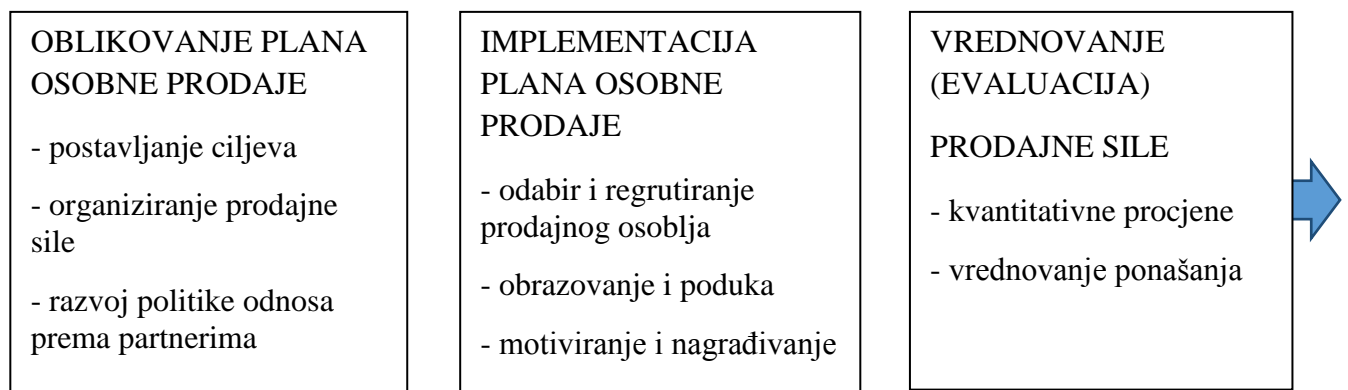 OBLIKOVANJE PLANA
OSOBNE PRODAJE
- postavljanje ciljeva
- organiziranje prodajne
sile
- razvoj politike odnosa
prema partnerima
IMPLEMENTACIJA
PLANA OSOBNE
PRODAJE
- odabir i regrutiranje
prodajnog osoblja
- obrazovanje i poduka
- motiviranje i nagrađivanje
VREDNOVANJE
(EVALUACIJA)
PRODAJNE SILE
- kvantitativne procjene
- vrednovanje ponašanja